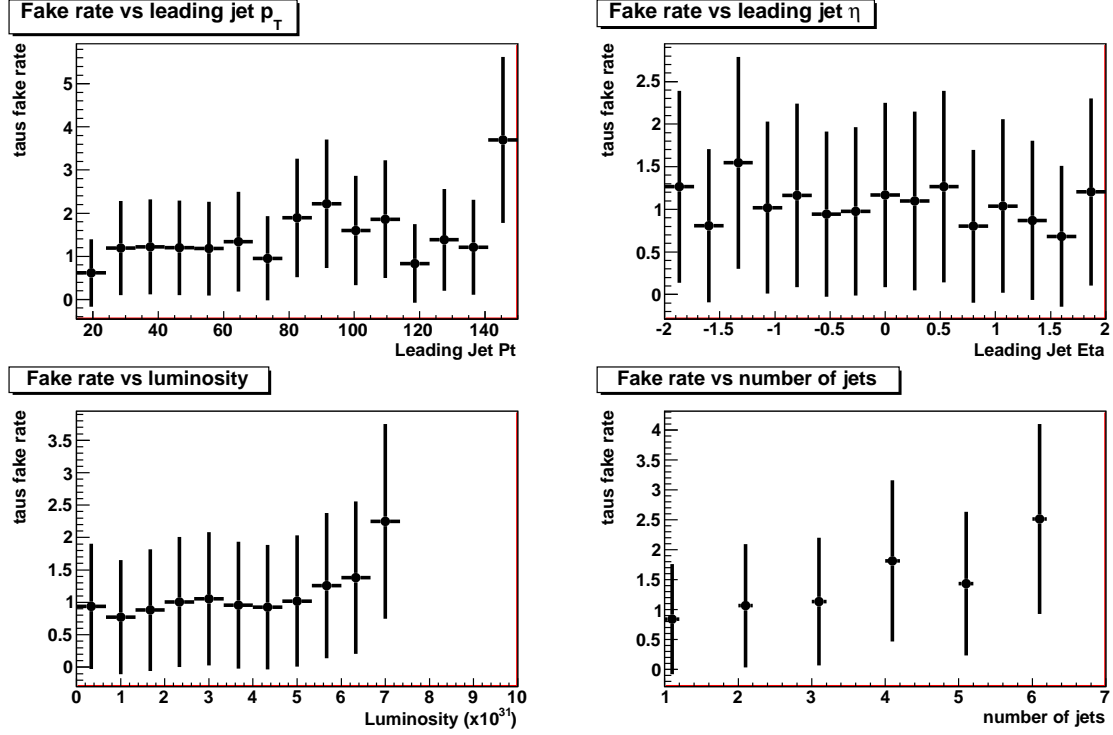 Fake rate vs leading jet p_T
taus fake rate
5
4
3
2
1
0
20 40 60 80 100 120 140
Leading Jet Pt
Fake rate vs leading jet η
taus fake rate
2.5
2
1.5
1
0.5
0
-2 -1.5 -1 -0.5 0 0.5 1 1.5 2
Leading Jet Eta
Fake rate vs luminosity
taus fake rate
3.5
3
2.5
2
1.5
1
0.5
0
0 1 2 3 4 5 6 7 8 9 10
Luminosity (x10^31)
Fake rate vs number of jets
taus fake rate
4
3.5
3
2.5
2
1.5
1
0.5
0
1 2 3 4 5 6 7
number of jets